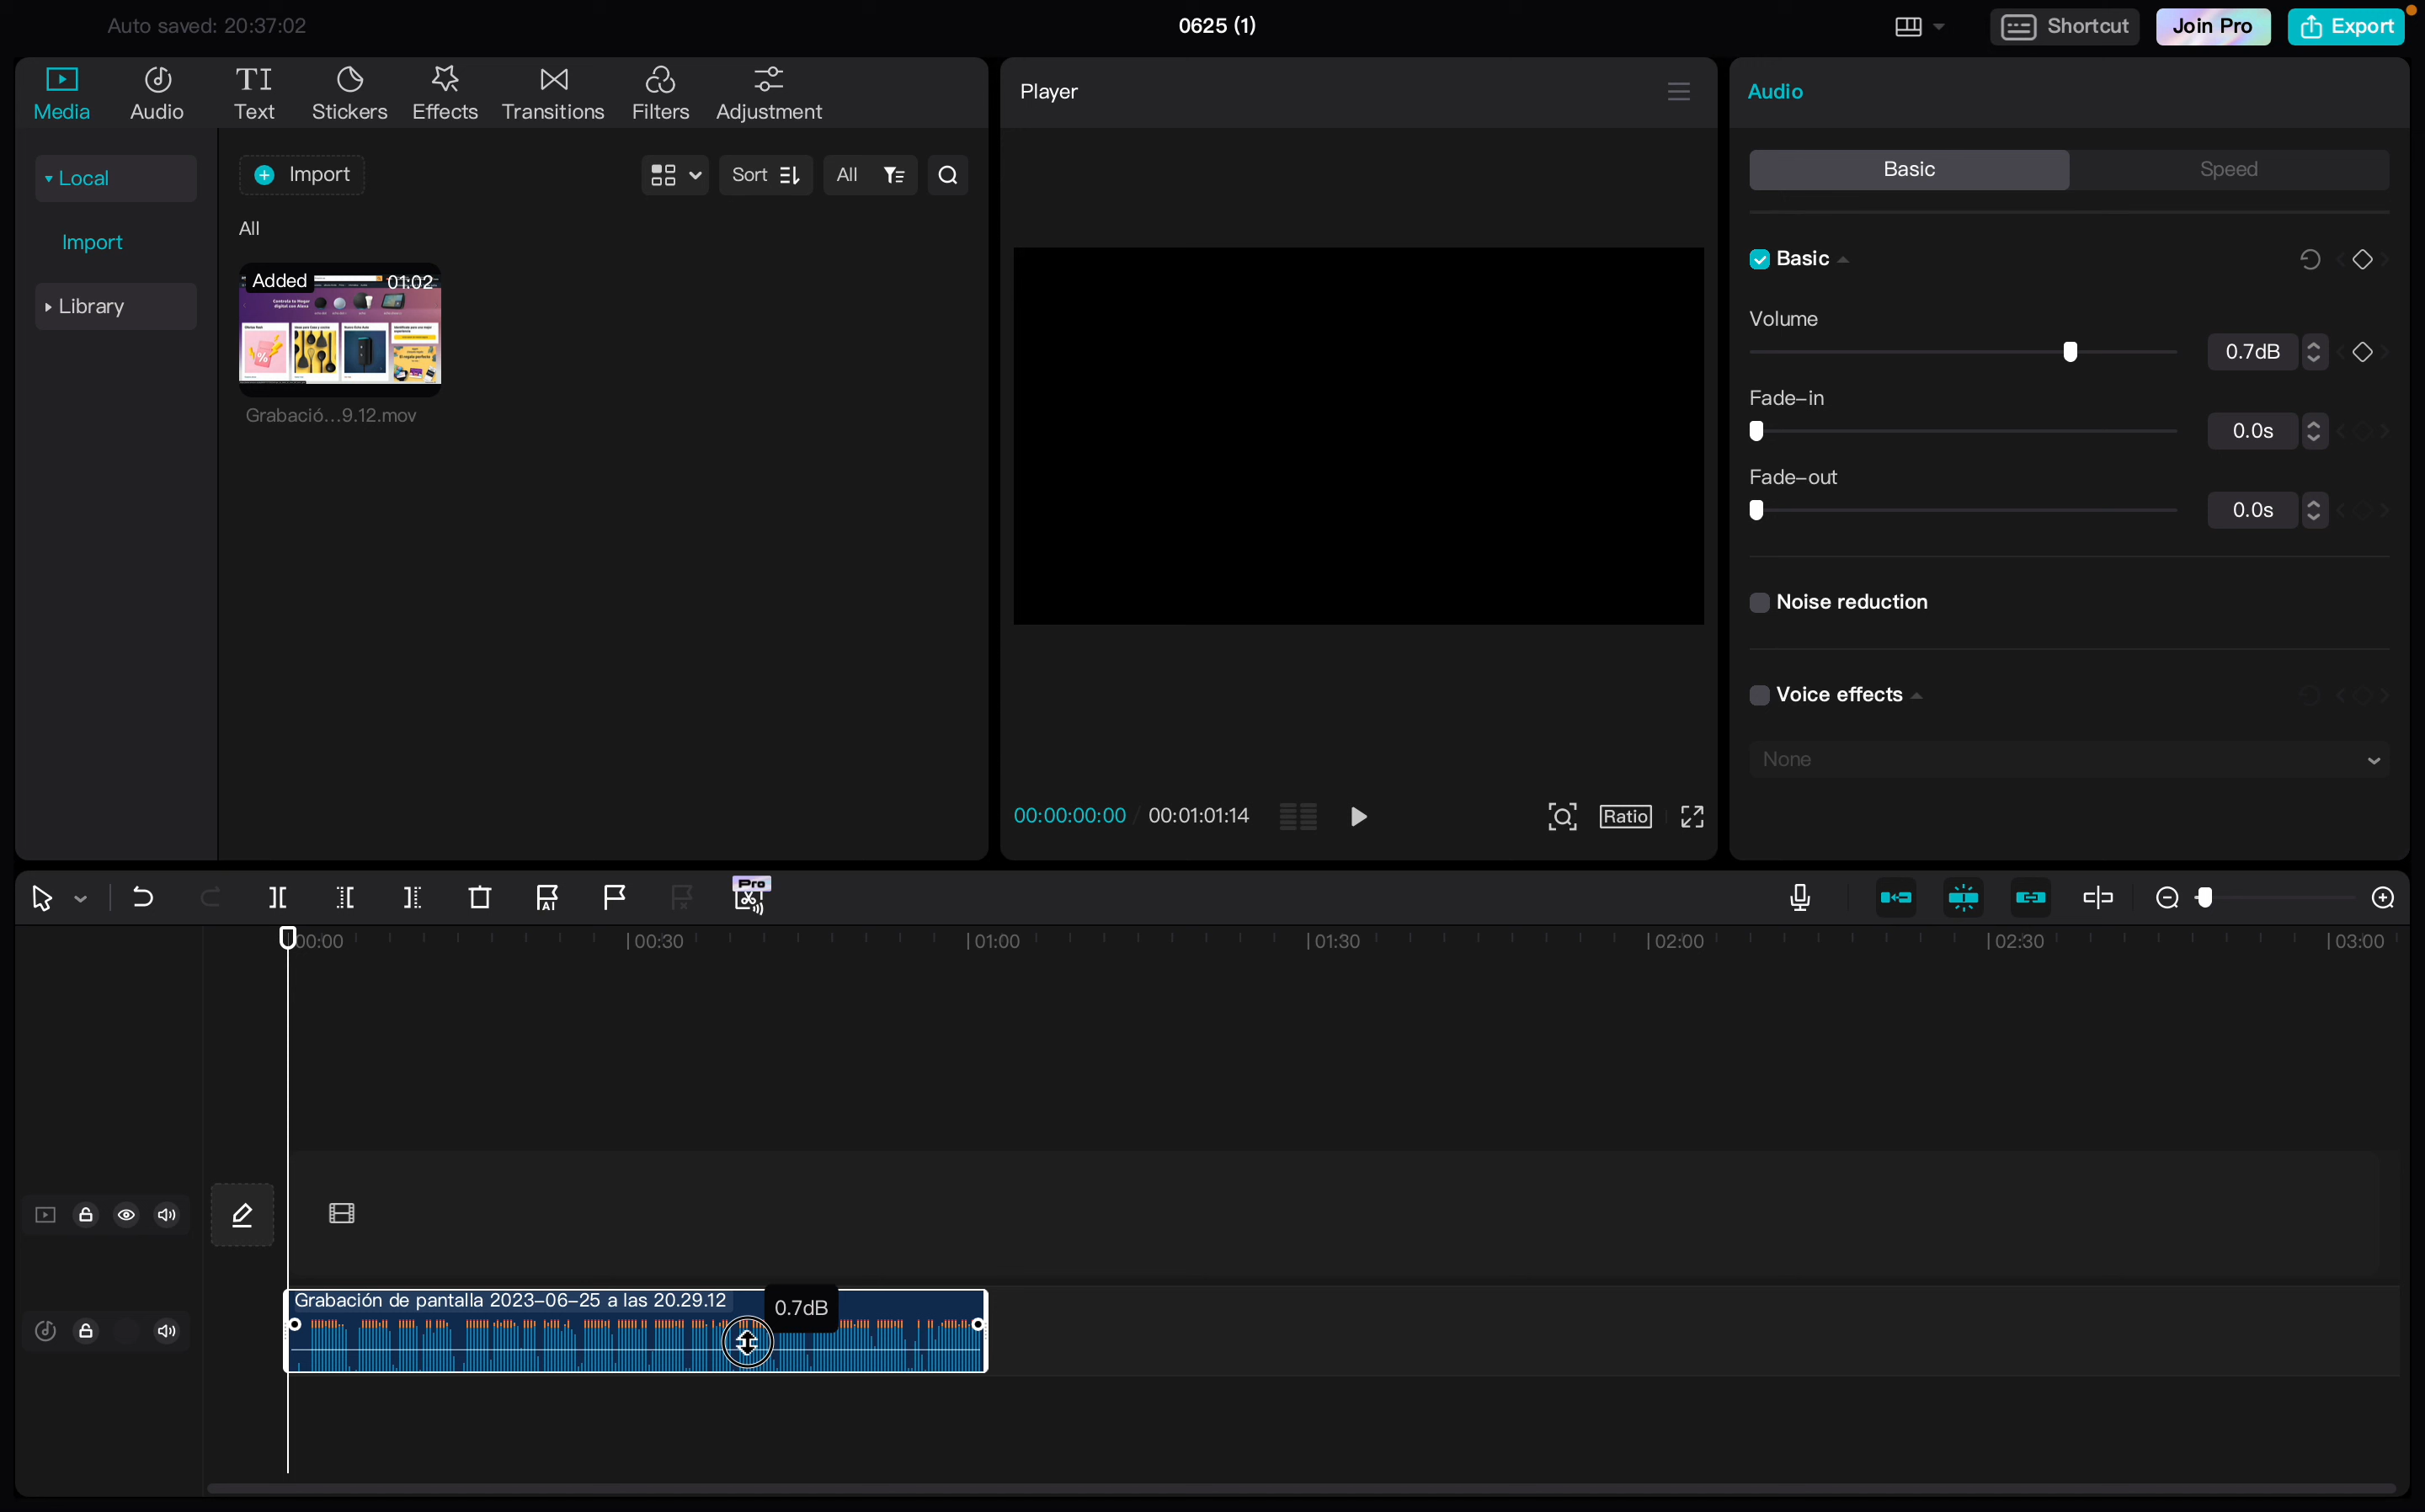 Auto saved: 20:37:02
0625 (1)
Shortcut
Join Pro
Export
Media
Audio
Text
Stickers
Effects
Transitions
Filters
Adjustment
Local
Import
Library
Import
Sort
All
All
Added
01:02
Grabació...9.12.mov
Player
00:00:00:00 / 00:01:01:14
Ratio
Audio
Basic
Speed
Basic
Volume
0.7dB
Fade-in
0.0s
Fade-out
0.0s
Noise reduction
Voice effects
None
AI
Pro
00:00
00:30
01:00
01:30
02:00
02:30
03:00
Grabación de pantalla 2023-06-25 a las 20.29.12
0.7dB